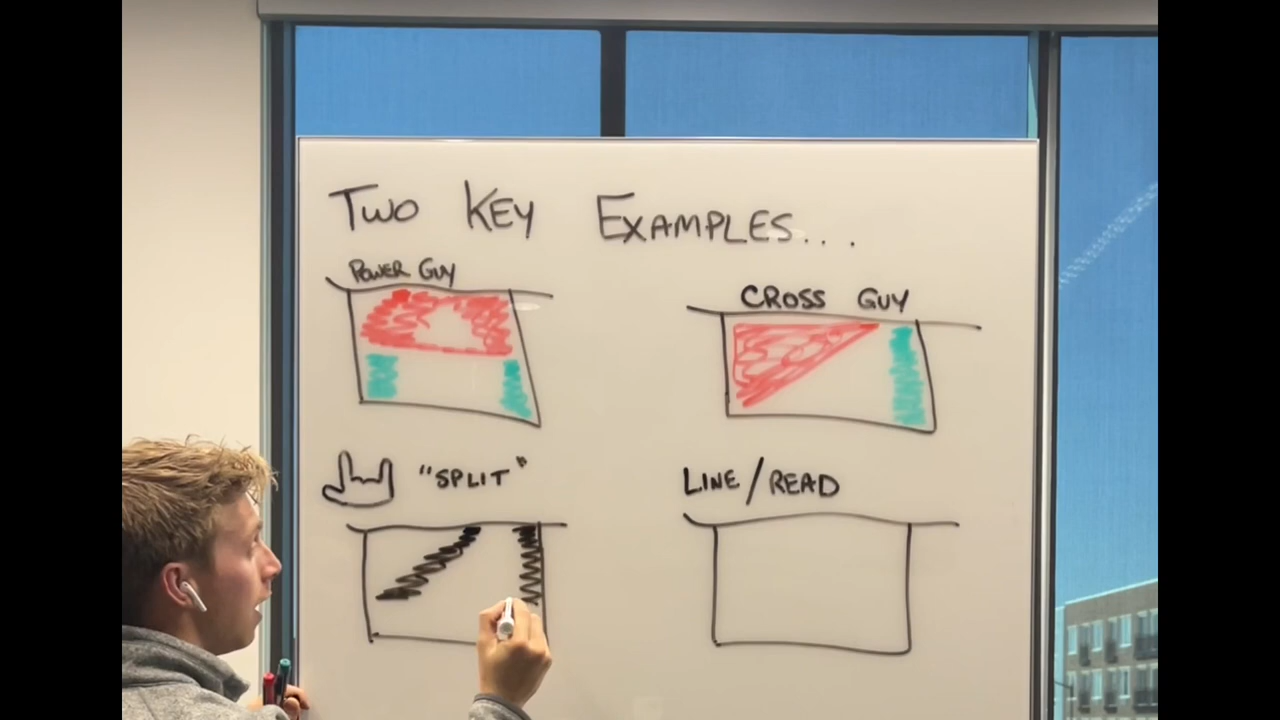 TWO KEY EXAMPLES...
POWER GUY
CROSS GUY
"SPLIT"
LINE/READ